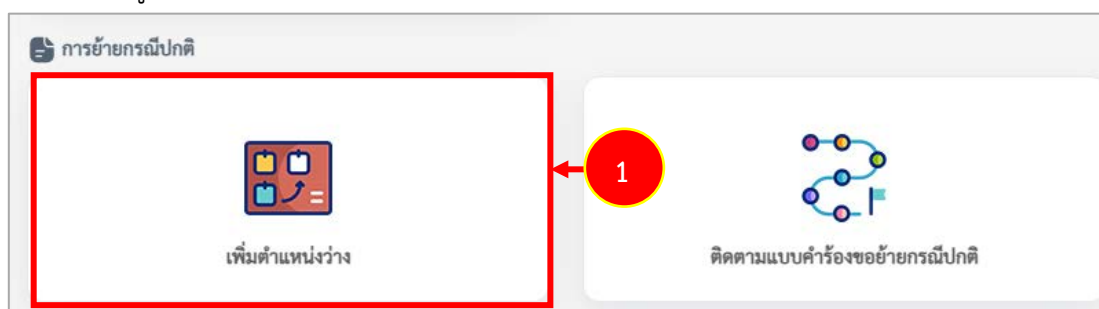 การย้ายกรณีปกติ
1
เพิ่มตำแหน่งว่าง
ติดตามแบบคำร้องขอย้ายกรณีปกติ